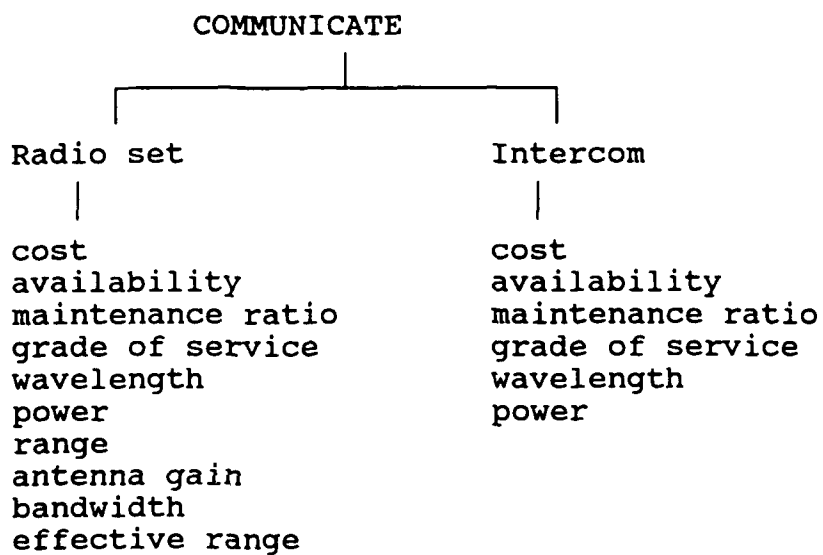 COMMUNICATE
Radio set
cost
availability
maintenance ratio
grade of service
wavelength
power
range
antenna gain
bandwidth
effective range
Intercom
cost
availability
maintenance ratio
grade of service
wavelength
power